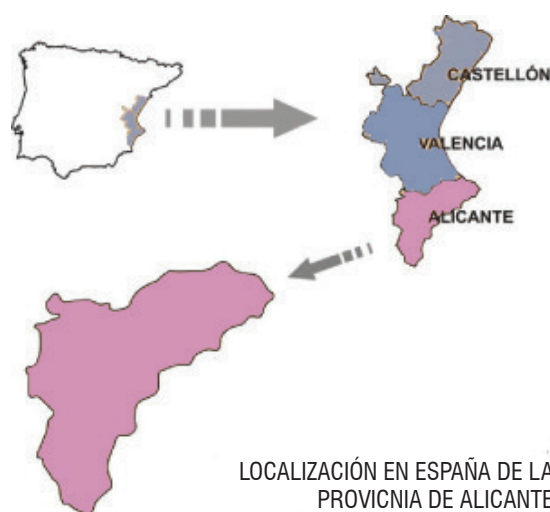 CASTELLÓN
VALENCIA
ALICANTE
LOCALIZACIÓN EN ESPAÑA DE LA
PROVICNIA DE ALICANTE